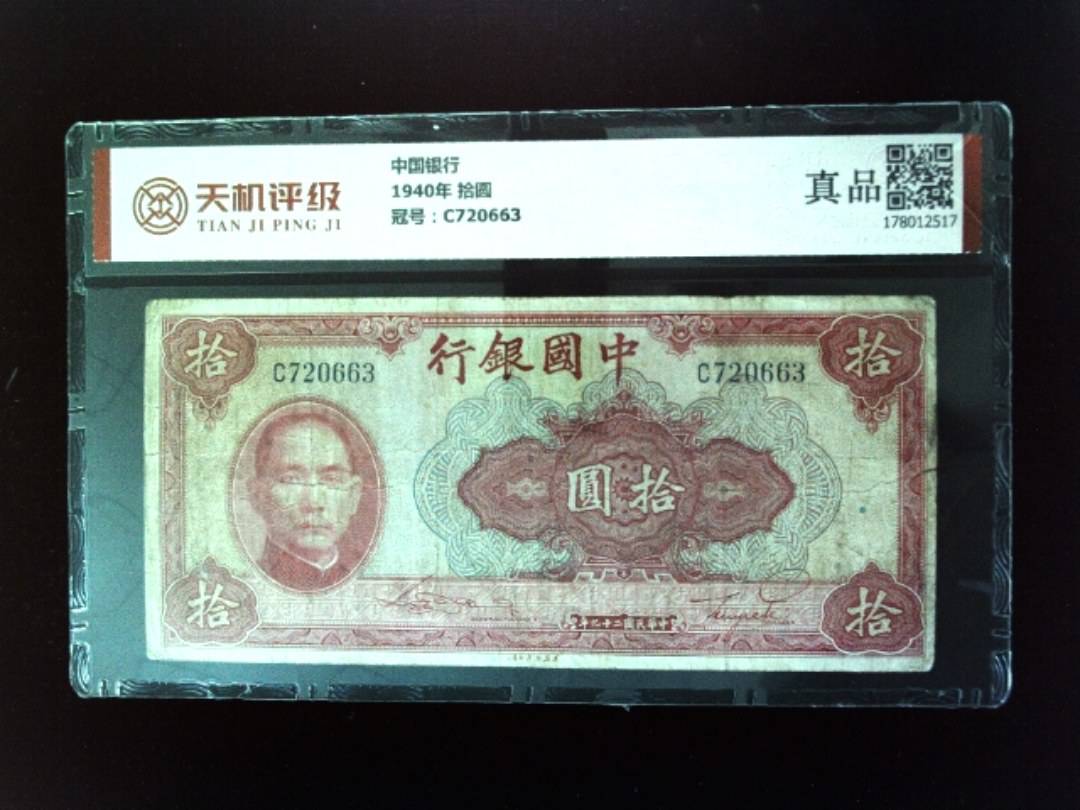 天机评级
TIAN JI PING JI
中国银行
1940年 拾圆
冠号：C720663
真品
178012517
拾
行銀國中
拾
C720663
C720663
圓拾
拾
拾